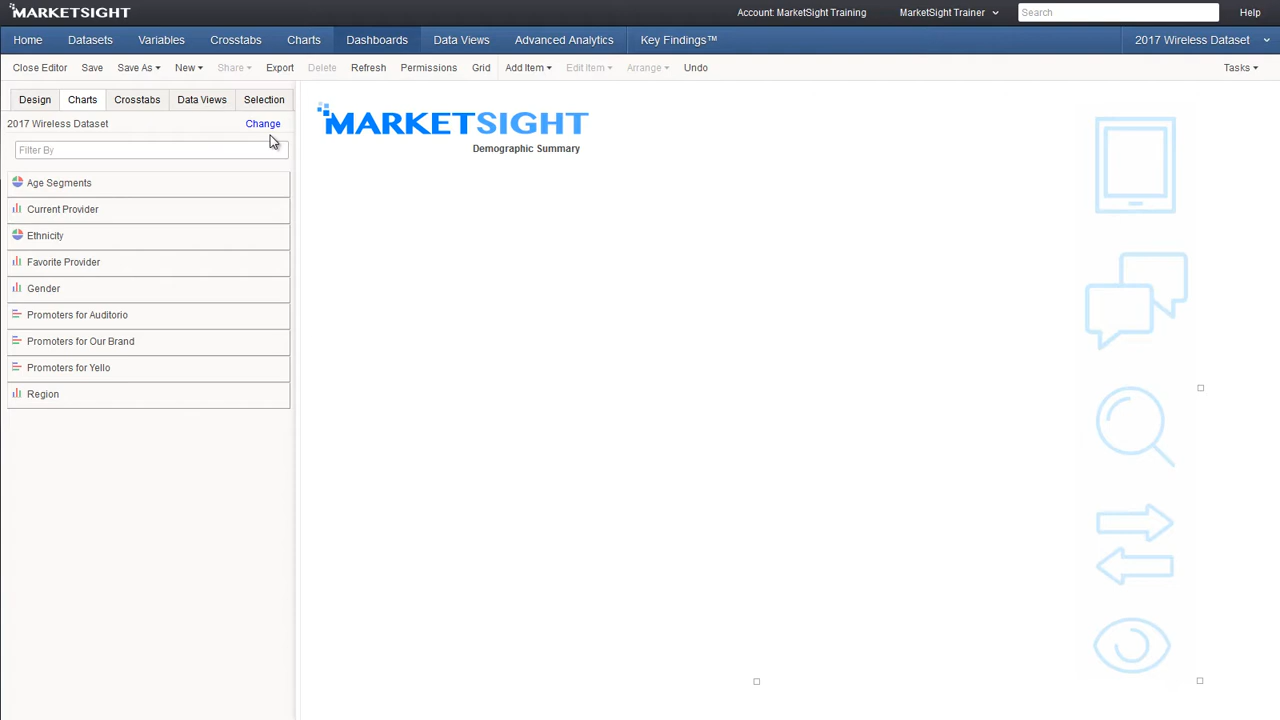 MARKETSIGHT Account: MarketSight Training MarketSight Trainer Search Help
Home Datasets Variables Crosstabs Charts Dashboards Data Views Advanced Analytics Key Findings™ 2017 Wireless Dataset
Close Editor Save Save As New Share Export Delete Refresh Permissions Grid Add Item Edit Item Arrange Undo Tasks
Design Charts Crosstabs Data Views Selection
2017 Wireless Dataset Change
Filter By
Age Segments
Current Provider
Ethnicity
Favorite Provider
Gender
Promoters for Auditorio
Promoters for Our Brand
Promoters for Yello
Region
MARKETSIGHT
Demographic Summary